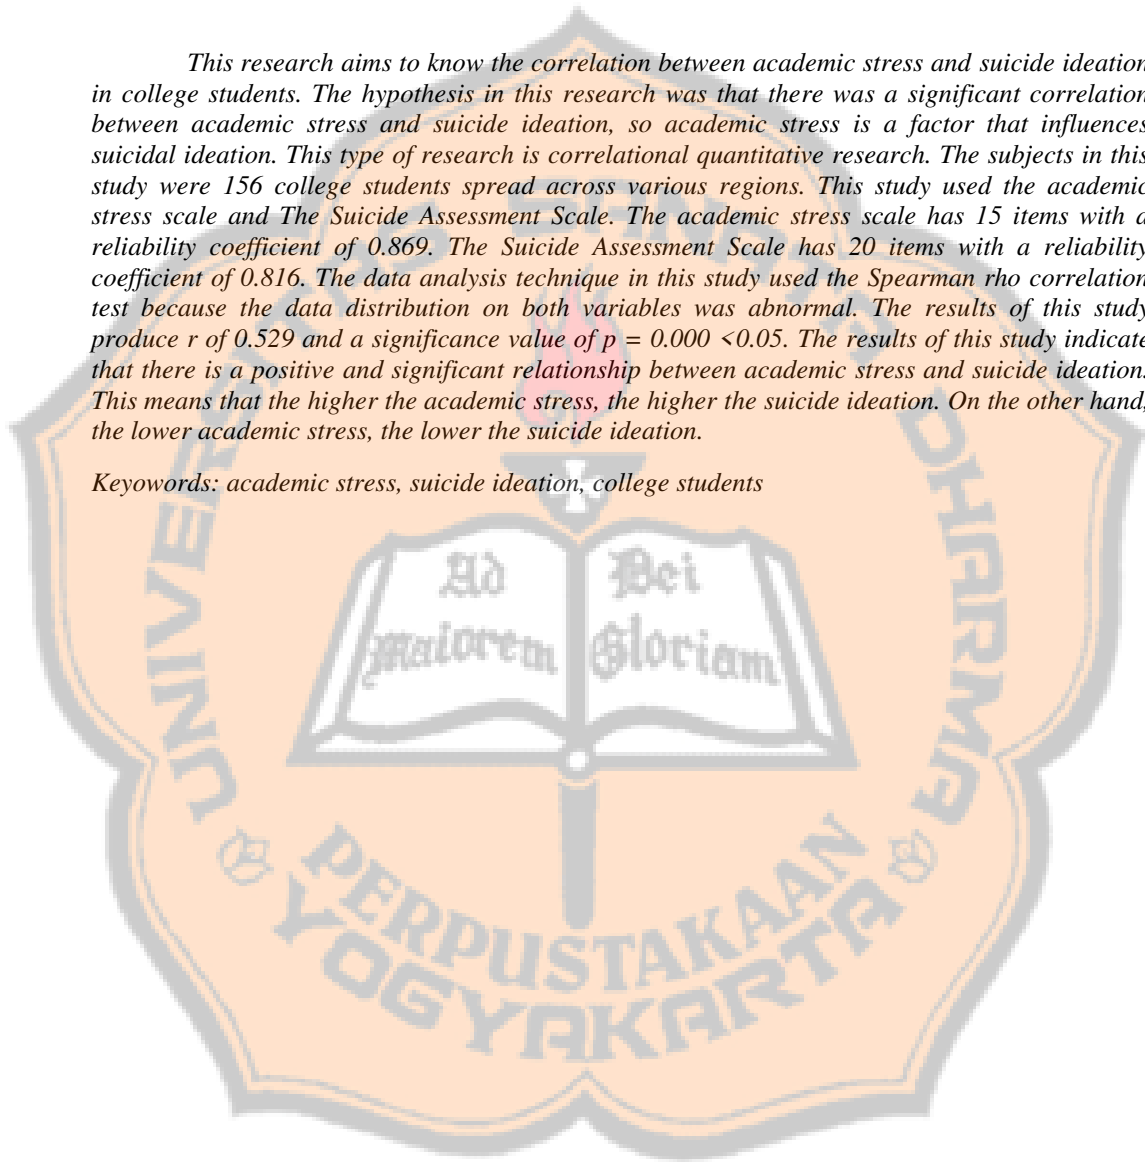 This research aims to know the correlation between academic stress and suicide ideation
in college students. The hypothesis in this research was that there was a significant correlation
between academic stress and suicide ideation, so academic stress is a factor that influences
suicidal ideation. This type of research is correlational quantitative research. The subjects in this
study were 156 college students spread across various regions. This study used the academic
stress scale and The Suicide Assessment Scale. The academic stress scale has 15 items with a
reliability coefficient of 0.869. The Suicide Assessment Scale has 20 items with a reliability
coefficient of 0.816. The data analysis technique in this study used the Spearman rho correlation
test because the data distribution on both variables was abnormal. The results of this study
produce r of 0.529 and a significance value of p = 0.000 <0.05. The results of this study indicate
that there is a positive and significant relationship between academic stress and suicide ideation.
This means that the higher the academic stress, the higher the suicide ideation. On the other hand,
the lower academic stress, the lower the suicide ideation.
Keyowords: academic stress, suicide ideation, college students
UNIVERSITAS SANATA DHARMA
Ad Dei
maiorem Gloriam
PERPUSTAKAAN
YOGYAKARTA